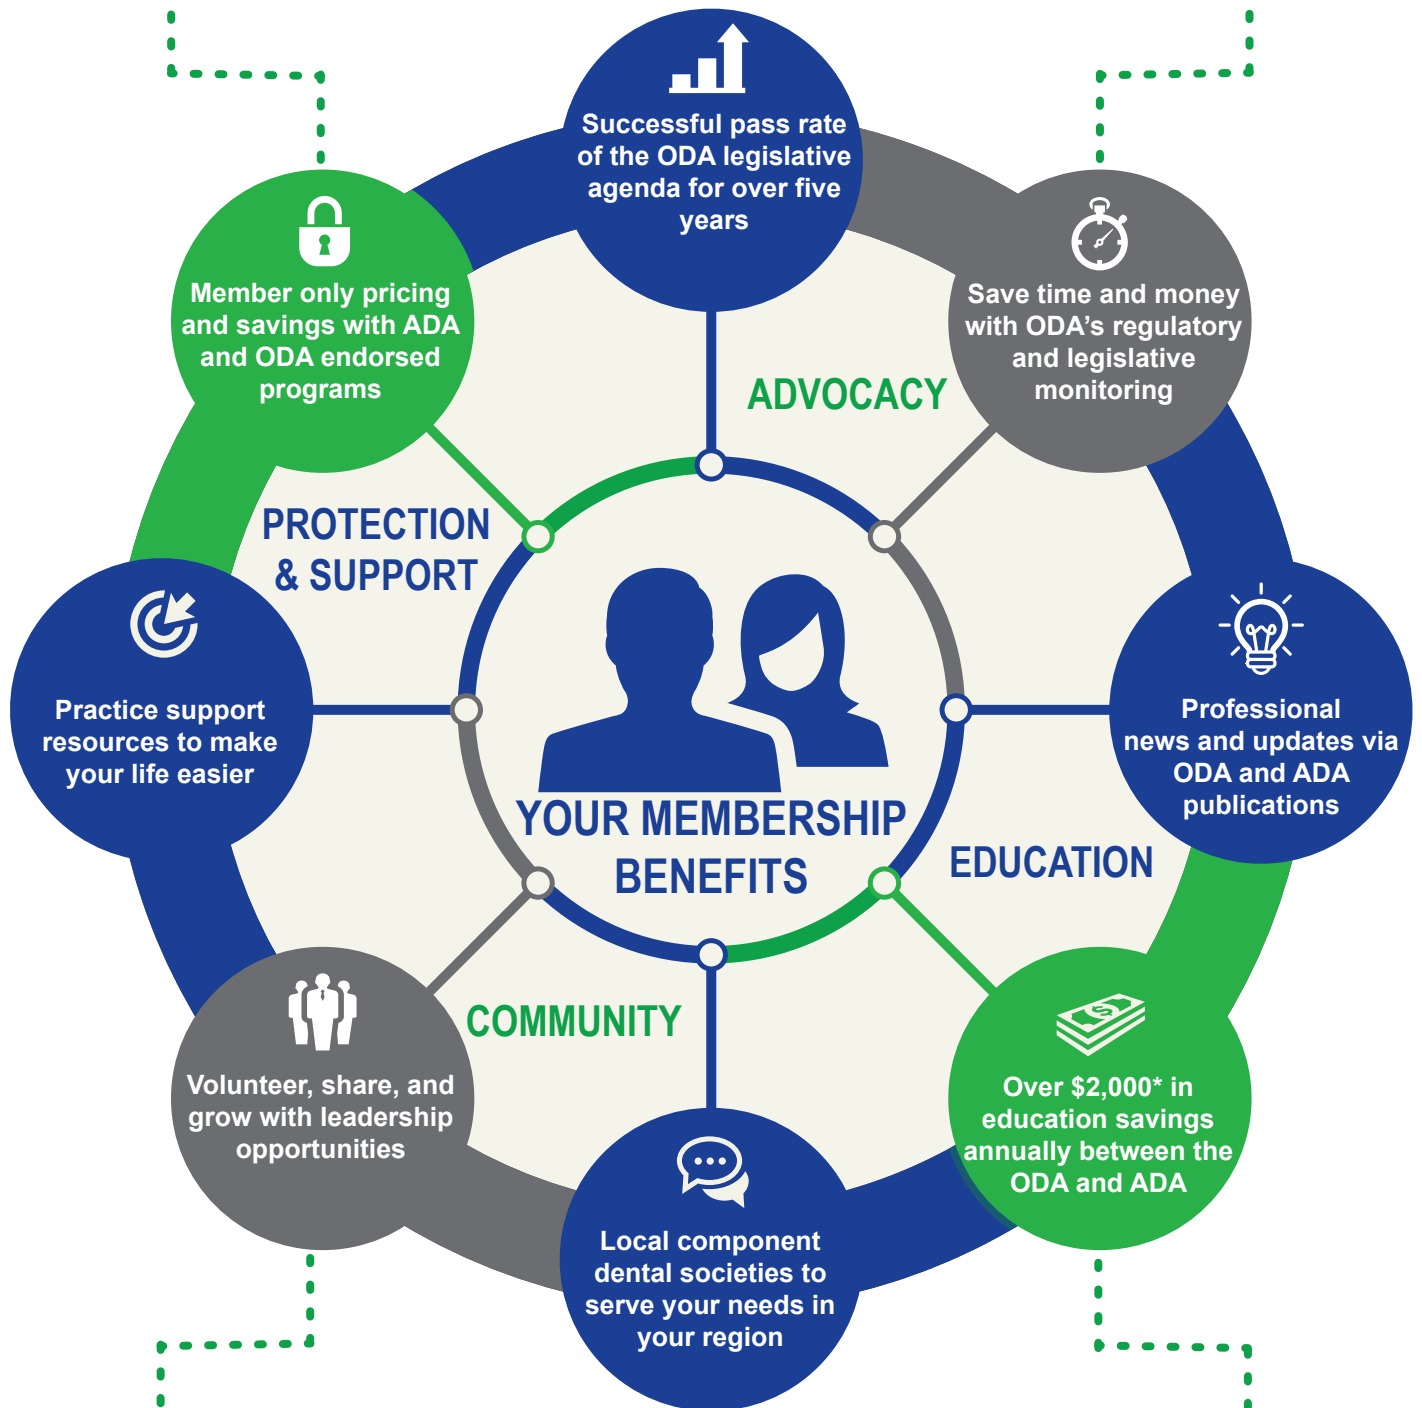 Successful pass rate
of the ODA legislative
agenda for over five
years
Save time and money
with ODA’s regulatory
and legislative
monitoring
Member only pricing
and savings with ADA
and ODA endorsed
programs
ADVOCACY
PROTECTION
& SUPPORT
Practice support
resources to make
your life easier
Professional
news and updates via
ODA and ADA
publications
YOUR MEMBERSHIP
BENEFITS
EDUCATION
COMMUNITY
$
Over $2,000* in
education savings
annually between the
ODA and ADA
Volunteer, share, and
grow with leadership
opportunities
Local component
dental societies to
serve your needs in
your region